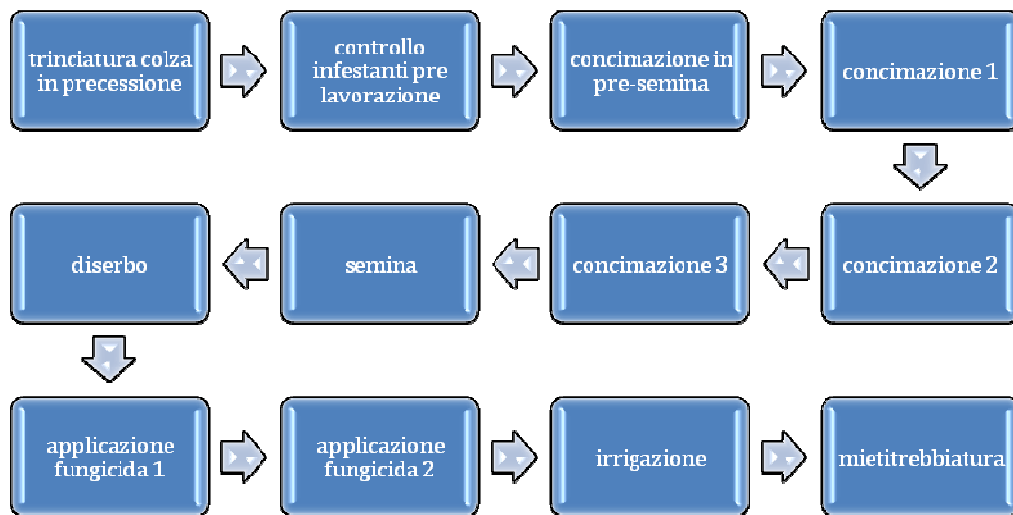 trinciatura colza
in precessione
controllo
infestanti pre
lavorazione
concimazione in
pre-semina
concimazione 1
concimazione 2
concimazione 3
semina
diserbo
applicazione
fungicida 1
applicazione
fungicida 2
irrigazione
mietitrebbiatura